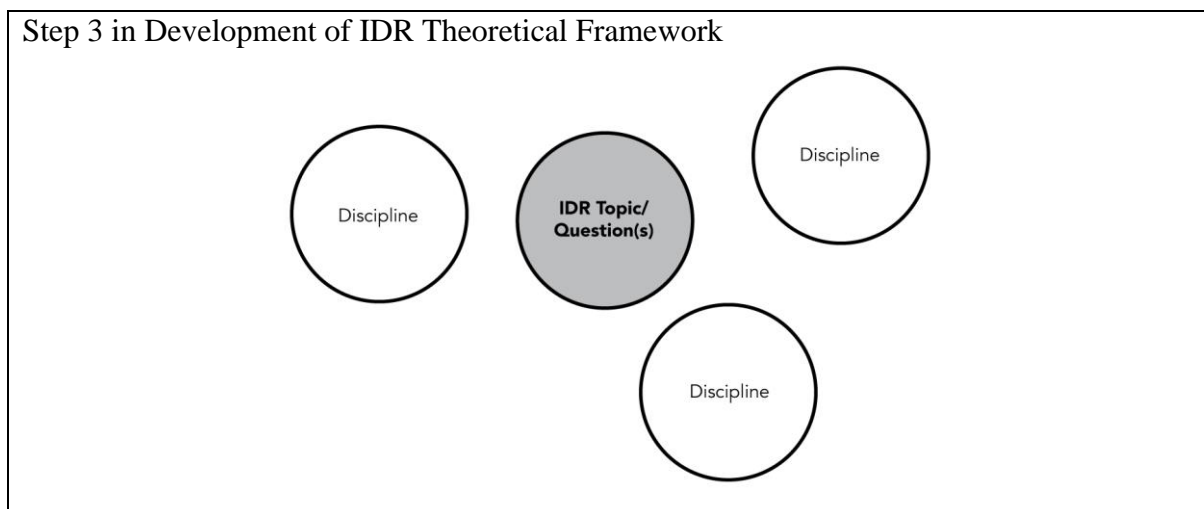 Step 3 in Development of IDR Theoretical Framework
Discipline
Discipline
IDR Topic/
Question(s)
Discipline